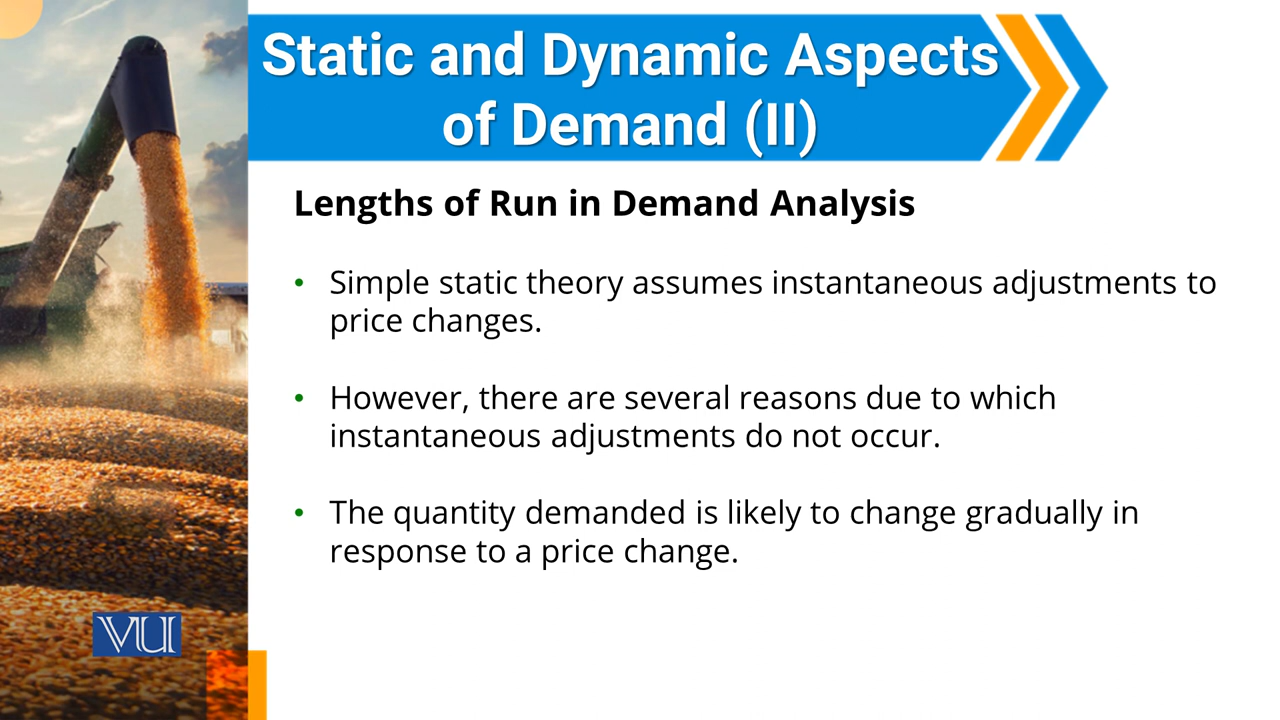 Static and Dynamic Aspects
of Demand (II)
Lengths of Run in Demand Analysis
• Simple static theory assumes instantaneous adjustments to
price changes.
• However, there are several reasons due to which
instantaneous adjustments do not occur.
• The quantity demanded is likely to change gradually in
response to a price change.
VU